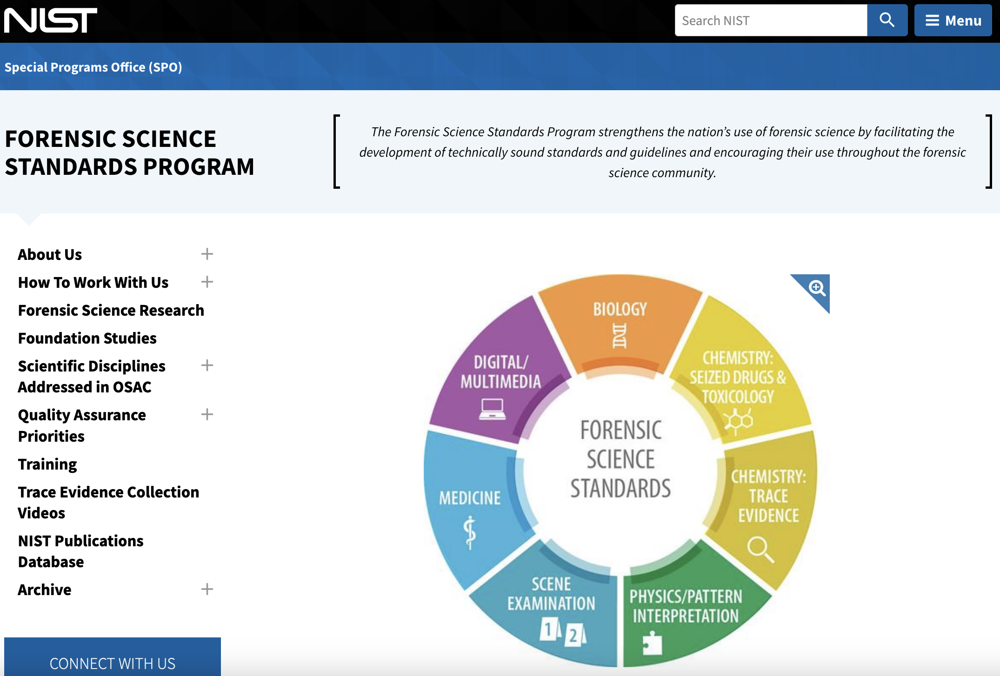 NIST
Search NIST
Menu
Special Programs Office (SPO)
FORENSIC SCIENCE
STANDARDS PROGRAM
The Forensic Science Standards Program strengthens the nation’s use of forensic science by facilitating the
development of technically sound standards and guidelines and encouraging their use throughout the forensic
science community.
About Us
How To Work With Us
Forensic Science Research
Foundation Studies
Scientific Disciplines
Addressed in OSAC
Quality Assurance
Priorities
Training
Trace Evidence Collection
Videos
NIST Publications
Database
Archive
CONNECT WITH US
BIOLOGY
CHEMISTRY:
SEIZED DRUGS &
TOXICOLOGY
CHEMISTRY:
TRACE
EVIDENCE
PHYSICS/PATTERN
INTERPRETATION
SCENE
EXAMINATION
1 2
MEDICINE
DIGITAL/
MULTIMEDIA
FORENSIC
SCIENCE
STANDARDS